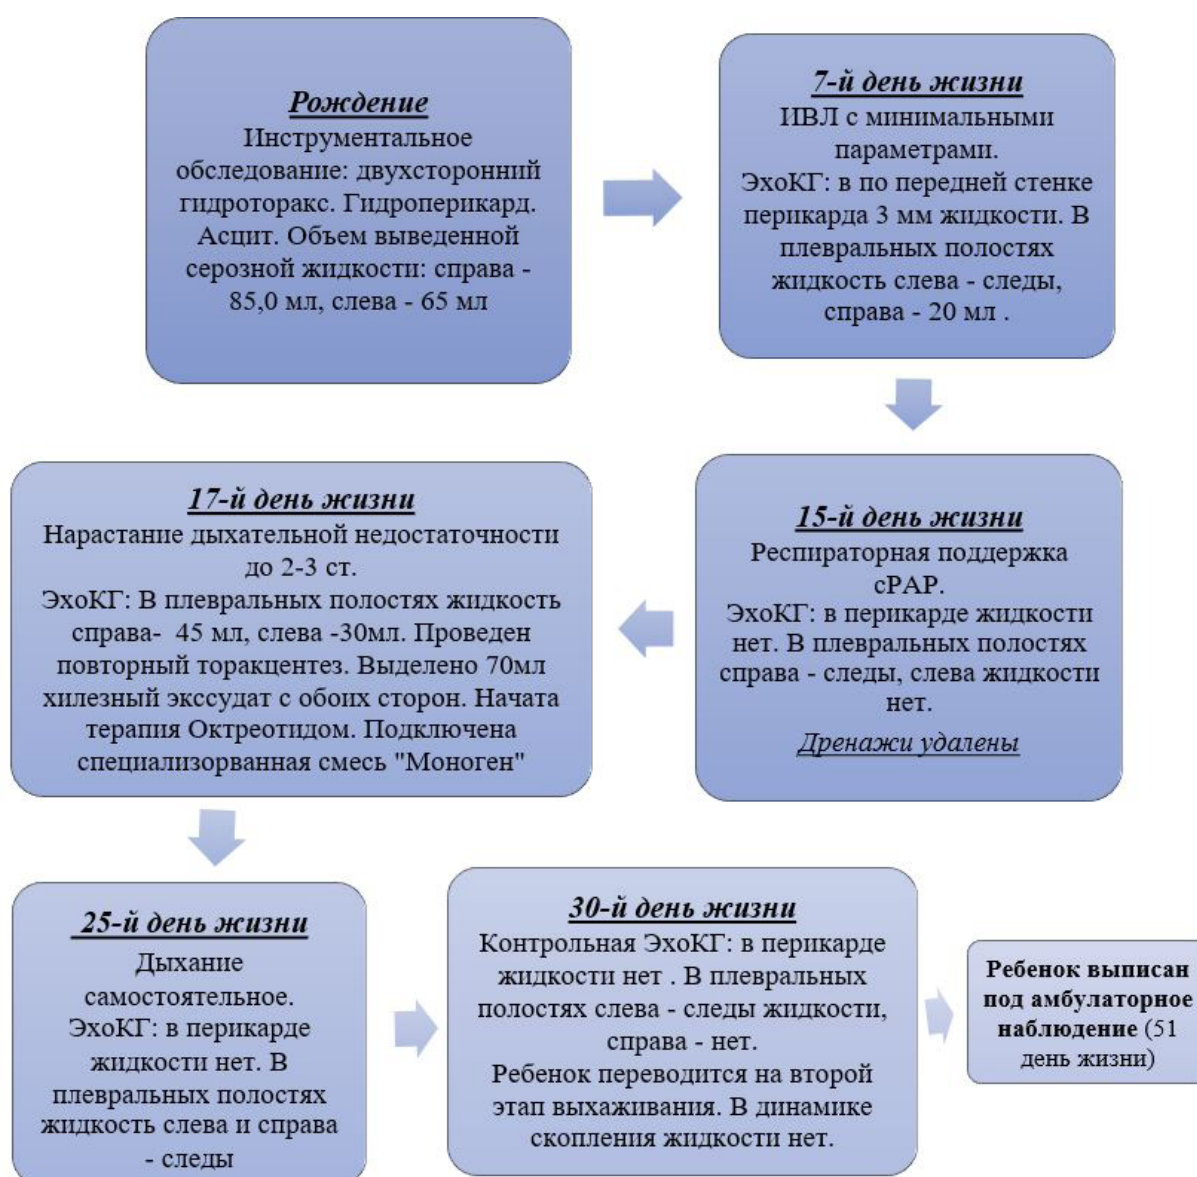 Рождение
Инструментальное
обследование: двухсторонний
гидроторакс. Гидроперикард.
Асцит. Объем выведенной
серозной жидкости: справа -
85,0 мл, слева - 65 мл
7-й день жизни
ИВЛ с минимальными
параметрами.
ЭхоКГ: в по передней стенке
перикарда 3 мм жидкости. В
плевральных полостях
жидкость слева - следы,
справа - 20 мл .
15-й день жизни
Респираторная поддержка
сРАР.
ЭхоКГ: в перикарде жидкости
нет. В плевральных полостях
справа - следы, слева жидкости
нет.
Дренажи удалены
17-й день жизни
Нарастание дыхательной недостаточности
до 2-3 ст.
ЭхоКГ: В плевральных полостях жидкость
справа- 45 мл, слева -30мл. Проведен
повторный торакцентез. Выделено 70мл
хилезный экссудат с обоих сторон. Начата
терапия Октреотидом. Подключена
специализорванная смесь "Моноген"
25-й день жизни
Дыхание
самостоятельное.
ЭхоКГ: в перикарде
жидкости нет. В
плевральных полостях
жидкость слева и справа
- следы
30-й день жизни
Контрольная ЭхоКГ: в перикарде
жидкости нет . В плевральных
полостях слева - следы жидкости,
справа - нет.
Ребенок переводится на второй
этап выхаживания. В динамике
скопления жидкости нет.
Ребенок выписан
под амбулаторное
наблюдение (51
день жизни)